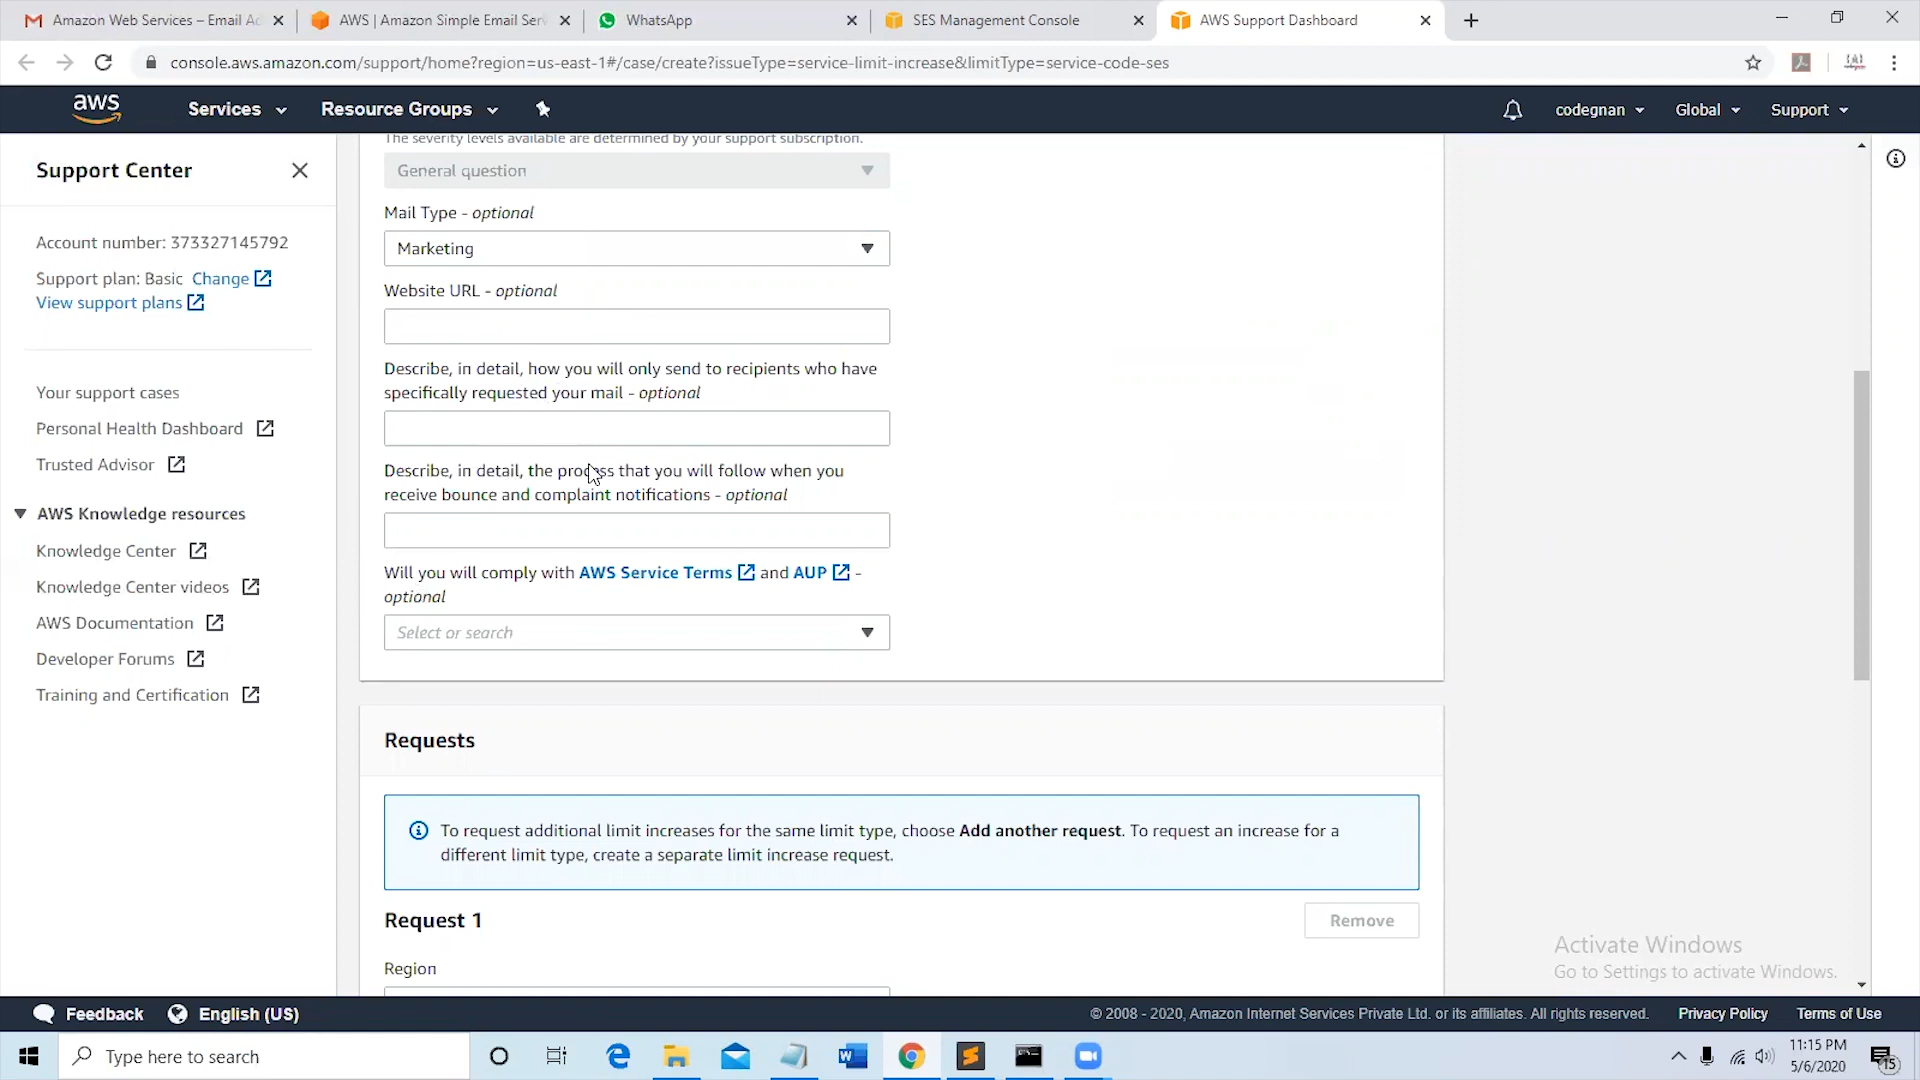 Amazon Web Services – Email Ad
AWS | Amazon Simple Email Serv
WhatsApp
SES Management Console
AWS Support Dashboard
console.aws.amazon.com/support/home?region=us-east-1#/case/create?issueType=service-limit-increase&limitType=service-code-ses
aws
Services
Resource Groups
codegnan
Global
Support
Support Center
Account number: 373327145792
Support plan: Basic Change
View support plans
Your support cases
Personal Health Dashboard
Trusted Advisor
AWS Knowledge resources
Knowledge Center
Knowledge Center videos
AWS Documentation
Developer Forums
Training and Certification
The severity levels available are determined by your support subscription.
General question
Mail Type - optional
Marketing
Website URL - optional
Describe, in detail, how you will only send to recipients who have
specifically requested your mail - optional
Describe, in detail, the process that you will follow when you
receive bounce and complaint notifications - optional
Will you will comply with AWS Service Terms and AUP -
optional
Select or search
Requests
To request additional limit increases for the same limit type, choose Add another request. To request an increase for a
different limit type, create a separate limit increase request.
Request 1
Remove
Region
Activate Windows
Go to Settings to activate Windows.
Feedback
English (US)
© 2008 - 2020, Amazon Internet Services Private Ltd. or its affiliates. All rights reserved.
Privacy Policy
Terms of Use
Type here to search
11:15 PM
5/6/2020
15